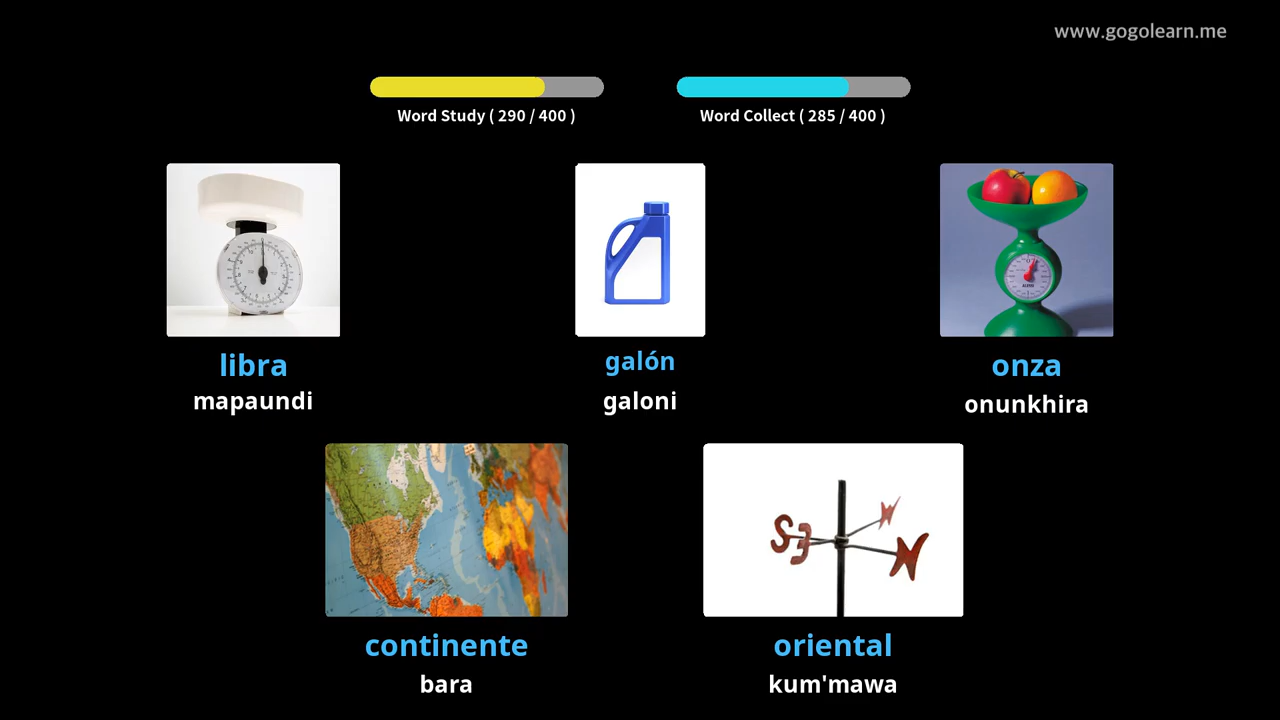 www.gogolearn.me
Word Study ( 290 / 400 )
Word Collect ( 285 / 400 )
libra
mapaundi
galón
galoni
onza
onunkhira
continente
bara
oriental
kum'mawa